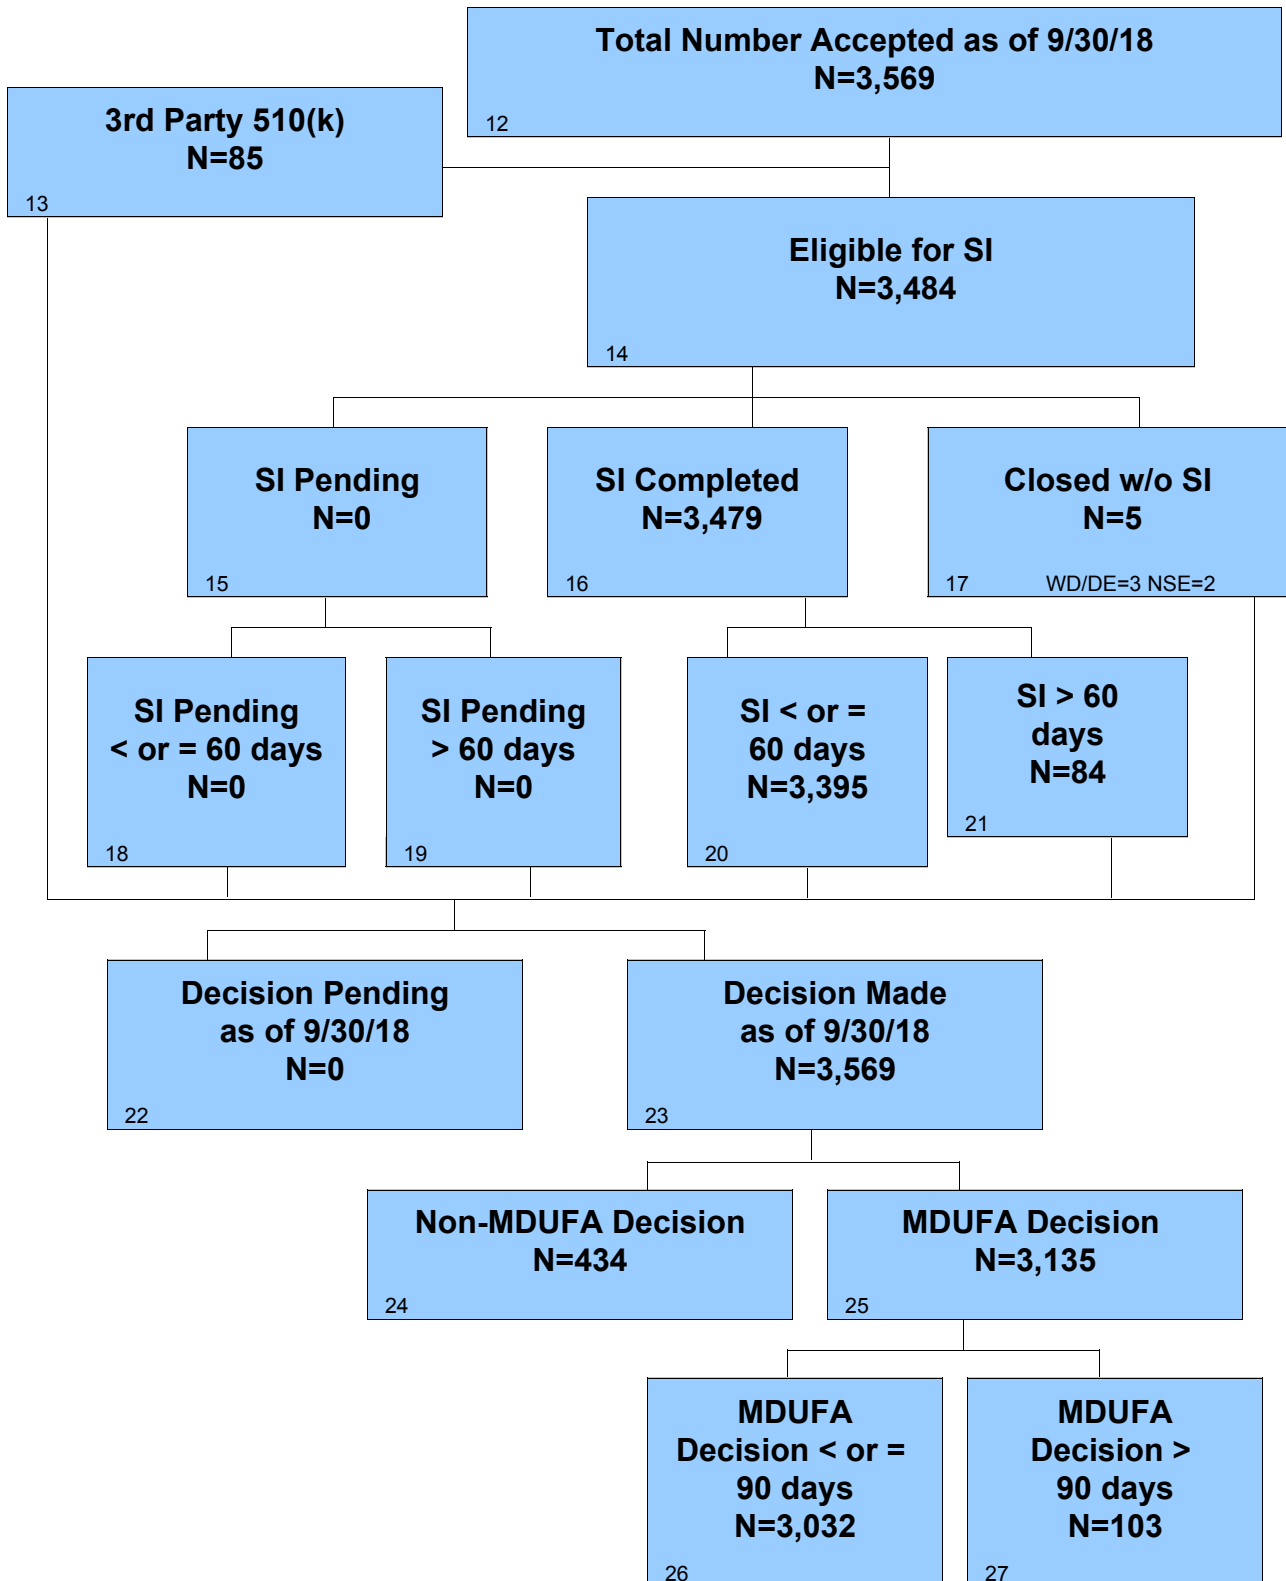 Total Number Accepted as of 9/30/18
N=3,569
12
3rd Party 510(k)
N=85
13
Eligible for SI
N=3,484
14
SI Pending
N=0
15
SI Completed
N=3,479
16
Closed w/o SI
N=5
17 WD/DE=3 NSE=2
SI Pending
< or = 60 days
N=0
18
SI Pending
> 60 days
N=0
19
SI < or =
60 days
N=3,395
20
SI > 60
days
N=84
21
Decision Pending
as of 9/30/18
N=0
22
Decision Made
as of 9/30/18
N=3,569
23
Non-MDUFA Decision
N=434
24
MDUFA Decision
N=3,135
25
MDUFA
Decision < or =
90 days
N=3,032
26
MDUFA
Decision >
90 days
N=103
27